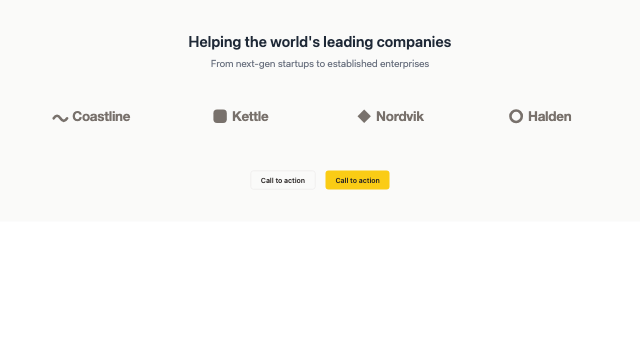 Helping the world's leading companies
From next-gen startups to established enterprises
Coastline
Kettle
Nordvik
Halden
Call to action
Call to action